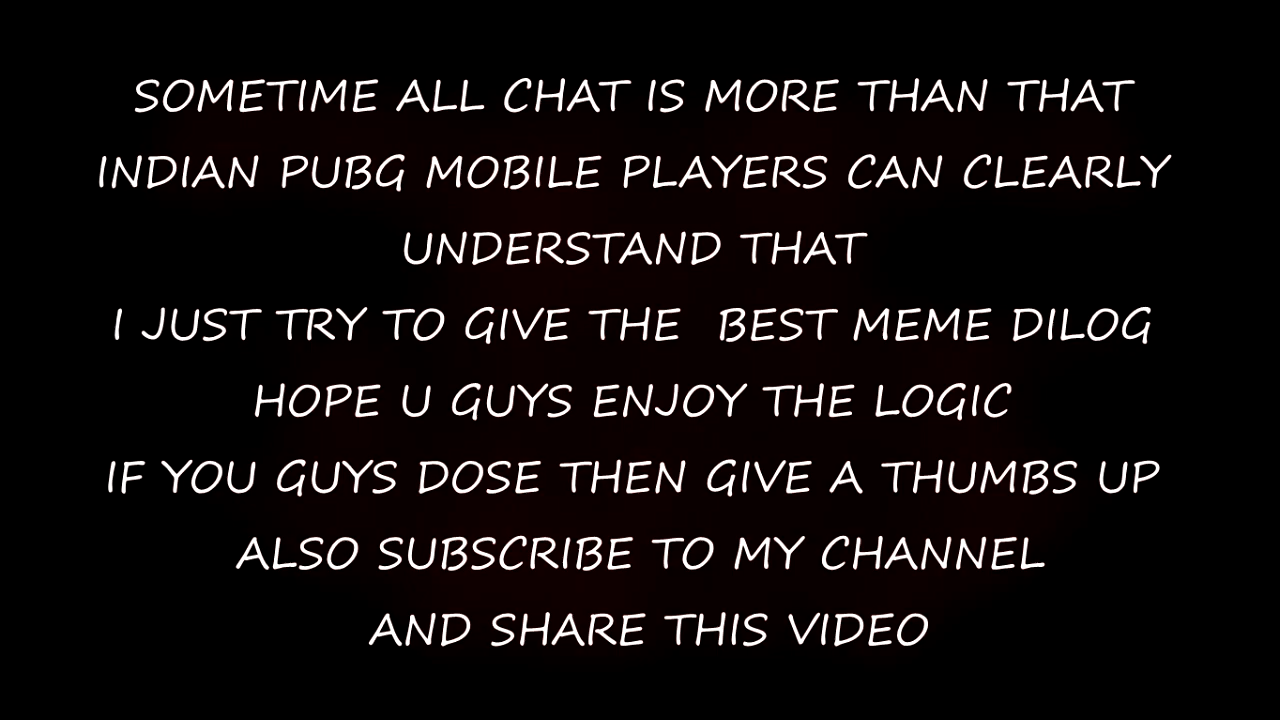 SOMETIME ALL CHAT IS MORE THAN THAT
INDIAN PUBG MOBILE PLAYERS CAN CLEARLY
UNDERSTAND THAT
I JUST TRY TO GIVE THE BEST MEME DILOG
HOPE U GUYS ENJOY THE LOGIC
IF YOU GUYS DOSE THEN GIVE A THUMBS UP
ALSO SUBSCRIBE TO MY CHANNEL
AND SHARE THIS VIDEO